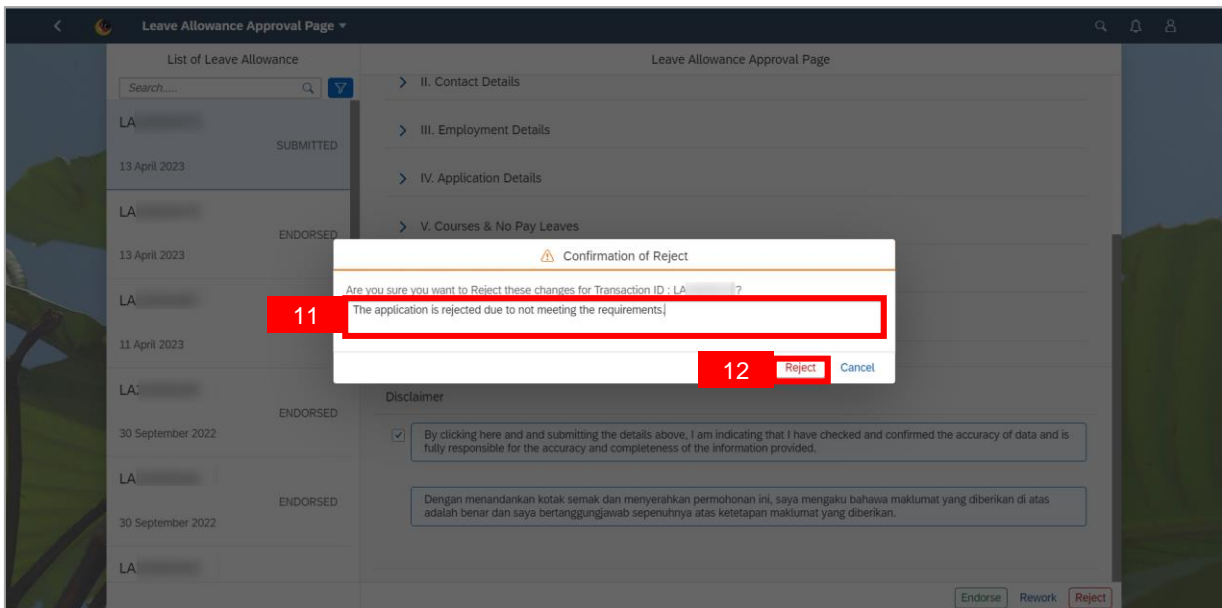 Leave Allowance Approval Page
List of Leave Allowance
Leave Allowance Approval Page
Search.....
LA
SUBMITTED
13 April 2023
LA
ENDORSED
13 April 2023
LA
11 April 2023
LA
ENDORSED
30 September 2022
LA
ENDORSED
30 September 2022
LA
II. Contact Details
III. Employment Details
IV. Application Details
V. Courses & No Pay Leaves
Confirmation of Reject
Are you sure you want to Reject these changes for Transaction ID : LA ?
11
The application is rejected due to not meeting the requirements.
12
Reject
Cancel
Disclaimer
By clicking here and and submitting the details above, I am indicating that I have checked and confirmed the accuracy of data and is
fully responsible for the accuracy and completeness of the information provided.
Dengan menandankan kotak semak dan menyerahkan permohonan ini, saya mengaku bahawa maklumat yang diberikan di atas
adalah benar dan saya bertanggungjawab sepenuhnya atas ketetapan maklumat yang diberikan.
Endorse
Rework
Reject